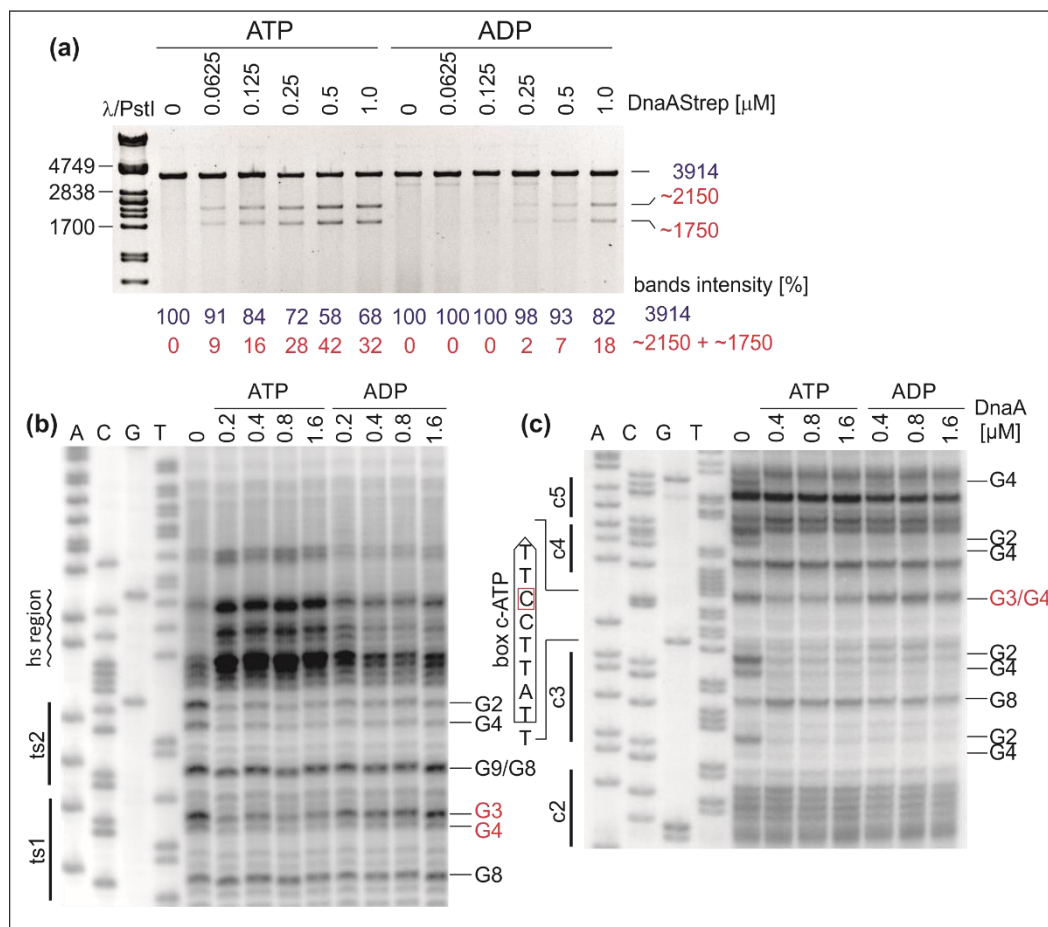 (a)
ATP ADP
λ/PstI 0 0.0625 0.125 0.25 0.5 1.0 0 0.0625 0.125 0.25 0.5 1.0 DnaAStrep [μM]
4749 3914
2838 ~2150
1700 ~1750
bands intensity [%]
100 91 84 72 58 68 100 100 100 98 93 82 3914
0 9 16 28 42 32 0 0 0 2 7 18 ~2150 + ~1750
(b)
ATP ADP
A C G T 0 0.2 0.4 0.8 1.6 0.2 0.4 0.8 1.6
hs region
ts2
ts1
G2
G4
G9/G8
G3
G4
G8
(c)
ATP ADP DnaA
A C G T 0 0.4 0.8 1.6 0.4 0.8 1.6 [μM]
c5
c4
c3
c2
box c-ATP
T
T
C
C
T
T
A
T
T
G4
G2
G4
G3/G4
G2
G4
G8
G2
G4